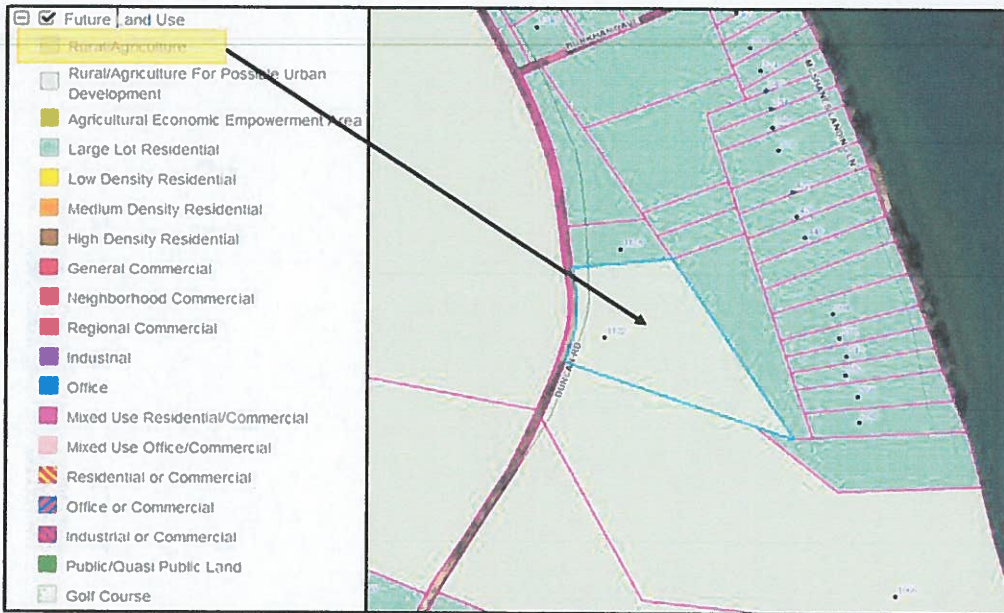 Future Land Use
Rural/Agriculture
Rural/Agriculture For Possible Urban
Development
Agricultural Economic Empowerment Area
Large Lot Residential
Low Density Residential
Medium Density Residential
High Density Residential
General Commercial
Neighborhood Commercial
Regional Commercial
Industrial
Office
Mixed Use Residential/Commercial
Mixed Use Office/Commercial
Residential or Commercial
Office or Commercial
Industrial or Commercial
Public/Quasi Public Land
Golf Course
DUNCAN RD